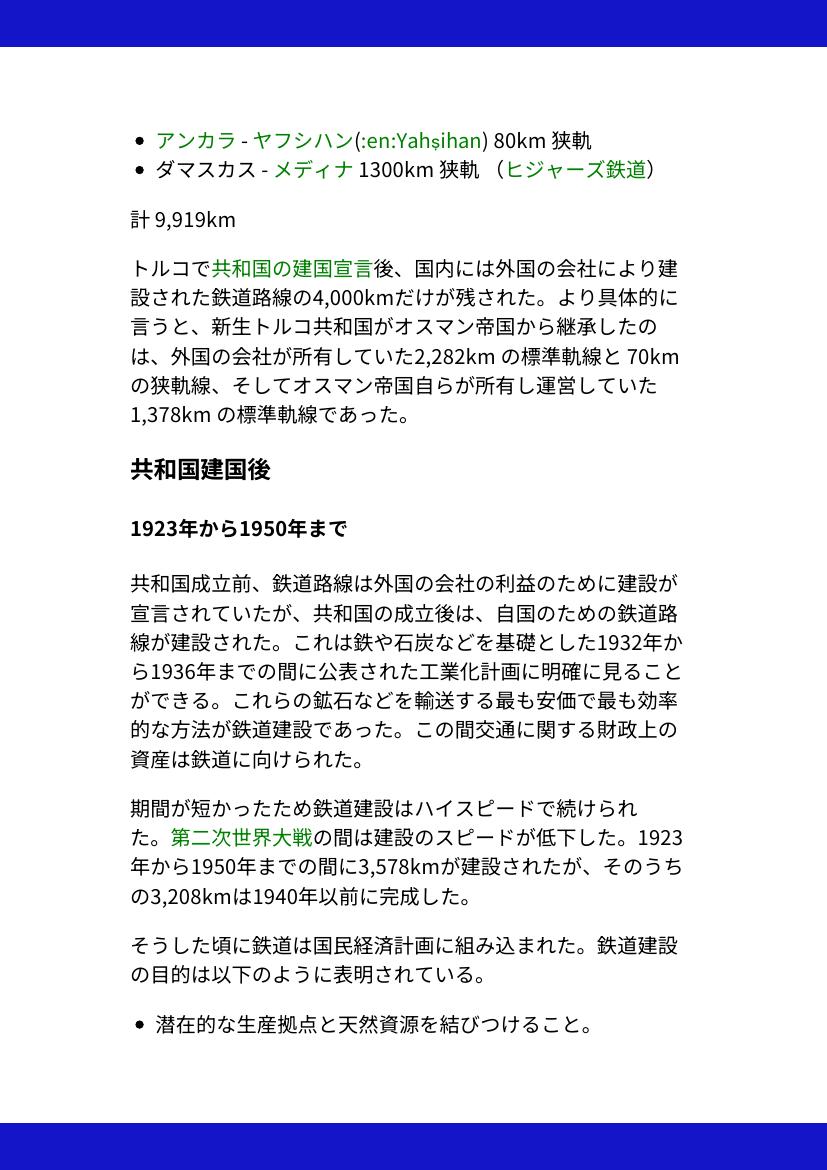 • アンカラ - ヤフシハン(:en:Yahşihan) 80km 狭軌
• ダマスカス - メディナ 1300km 狭軌 （ヒジャーズ鉄道）
計 9,919km
トルコで共和国の建国宣言後、国内には外国の会社により建
設された鉄道路線の4,000kmだけが残された。より具体的に
言うと、新生トルコ共和国がオスマン帝国から継承したの
は、外国の会社が所有していた2,282km の標準軌線と 70km
の狭軌線、そしてオスマン帝国自らが所有し運営していた
1,378km の標準軌線であった。
共和国建国後
1923年から1950年まで
共和国成立前、鉄道路線は外国の会社の利益のために建設が
宣言されていたが、共和国の成立後は、自国のための鉄道路
線が建設された。これは鉄や石炭などを基礎とした1932年か
ら1936年までの間に公表された工業化計画に明確に見ること
ができる。これらの鉱石などを輸送する最も安価で最も効率
的な方法が鉄道建設であった。この間交通に関する財政上の
資産は鉄道に向けられた。
期間が短かったため鉄道建設はハイスピードで続けられ
た。第二次世界大戦の間は建設のスピードが低下した。1923
年から1950年までの間に3,578kmが建設されたが、そのうち
の3,208kmは1940年以前に完成した。
そうした頃に鉄道は国民経済計画に組み込まれた。鉄道建設
の目的は以下のように表明されている。
• 潜在的な生産拠点と天然資源を結びつけること。